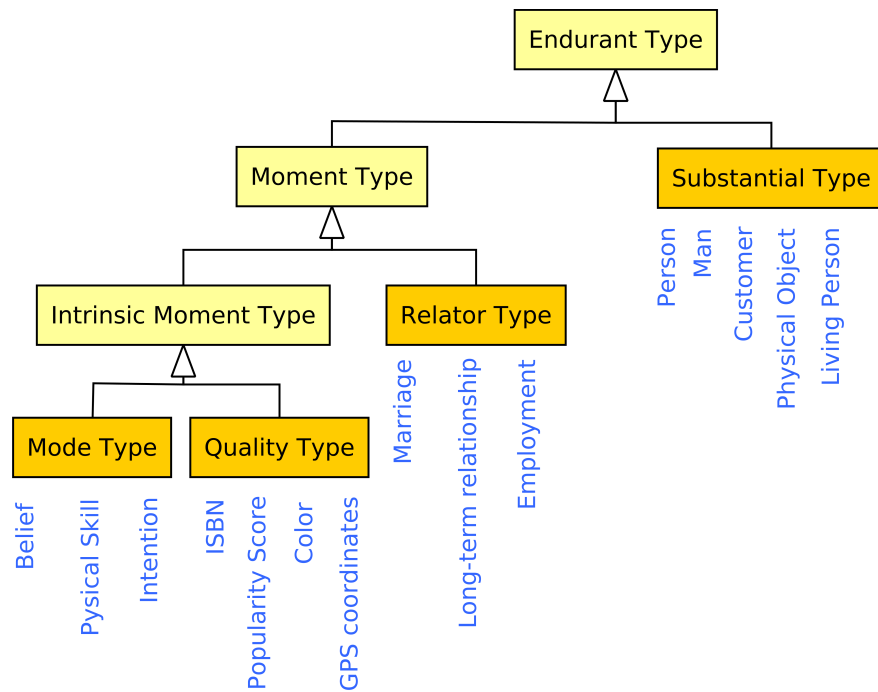 Endurant Type
Moment Type
Substantial Type
Person
Man
Customer
Physical Object
Living Person
Intrinsic Moment Type
Relator Type
Marriage
Long-term relationship
Employment
Mode Type
Quality Type
Belief
Pysical Skill
Intention
ISBN
Popularity Score
Color
GPS coordinates